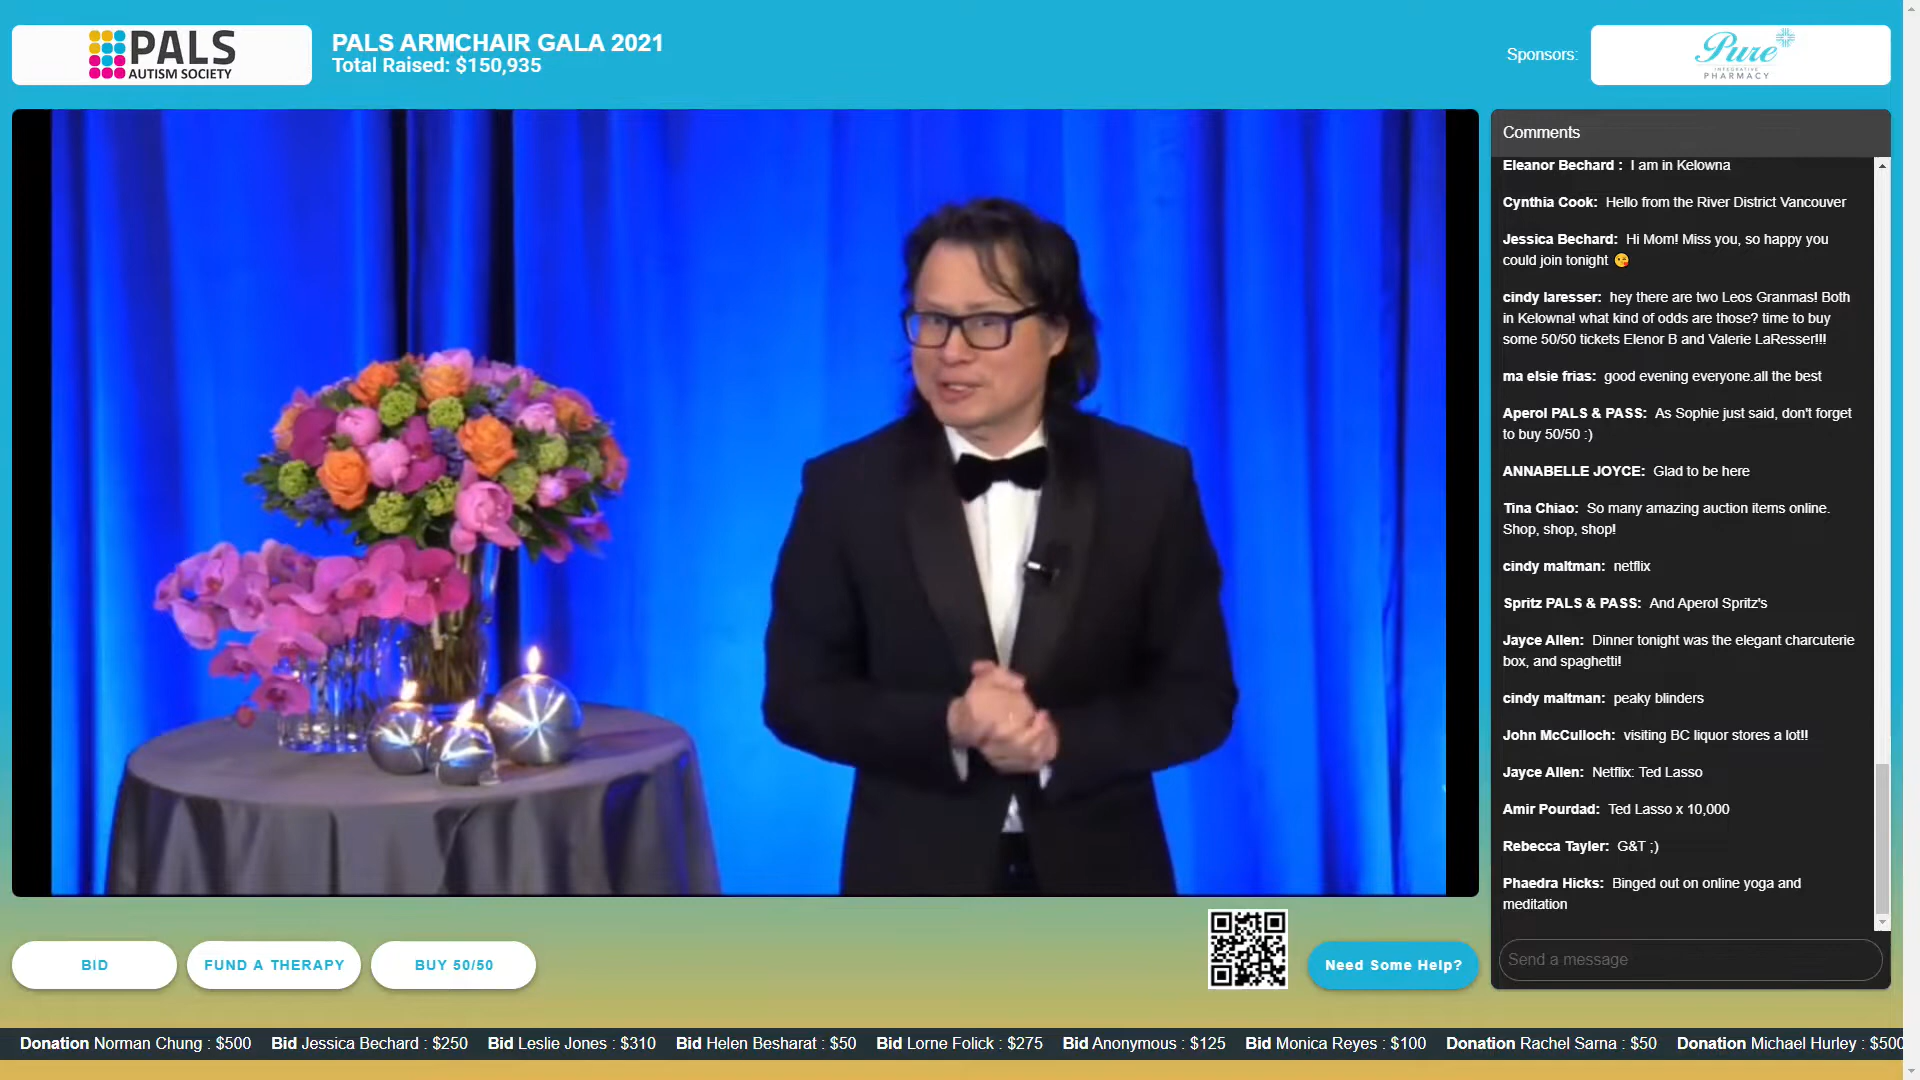 PALS
AUTISM SOCIETY
PALS ARMCHAIR GALA 2021
Total Raised: $150,935
Sponsors:
Pure
INTEGRATIVE
PHARMACY
Comments
Eleanor Bechard : I am in Kelowna
Cynthia Cook: Hello from the River District Vancouver
Jessica Bechard: Hi Mom! Miss you, so happy you
could join tonight 😘
cindy laresser: hey there are two Leos Granmas! Both
in Kelowna! what kind of odds are those? time to buy
some 50/50 tickets Elenor B and Valerie LaResser!!!
ma elsie frias: good evening everyone.all the best
Aperol PALS & PASS: As Sophie just said, don't forget
to buy 50/50 :)
ANNABELLE JOYCE: Glad to be here
Tina Chiao: So many amazing auction items online.
Shop, shop, shop!
cindy maltman: netflix
Spritz PALS & PASS: And Aperol Spritz's
Jayce Allen: Dinner tonight was the elegant charcuterie
box, and spaghetti!
cindy maltman: peaky blinders
John McCulloch: visiting BC liquor stores a lot!!
Jayce Allen: Netflix: Ted Lasso
Amir Pourdad: Ted Lasso x 10,000
Rebecca Tayler: G&T ;)
Phaedra Hicks: Binged out on online yoga and
meditation
Send a message
BID
FUND A THERAPY
BUY 50/50
Need Some Help?
Donation Norman Chung : $500 Bid Jessica Bechard : $250 Bid Leslie Jones : $310 Bid Helen Besharat : $50 Bid Lorne Folick : $275 Bid Anonymous : $125 Bid Monica Reyes : $100 Donation Rachel Sarna : $50 Donation Michael Hurley : $500